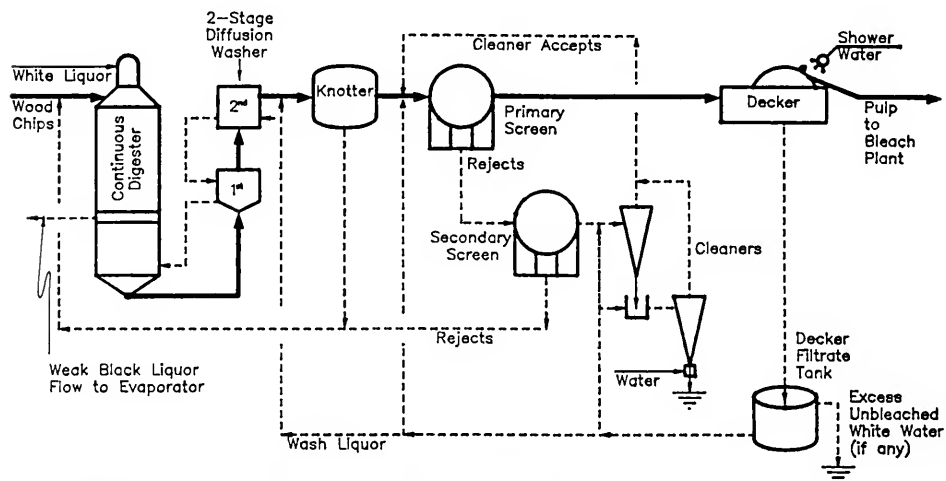 2-Stage
Diffusion
Washer
Cleaner Accepts
Shower
Water
White Liquor
Wood
Chips
Continuous
Digester
2nd
1st
Knotter
Primary
Screen
Rejects
Decker
Pulp
to
Bleach
Plant
Secondary
Screen
Cleaners
Rejects
Weak Black Liquor
Flow to Evaporator
Water
Decker
Filtrate
Tank
Wash Liquor
Excess
Unbleached
White Water
(if any)